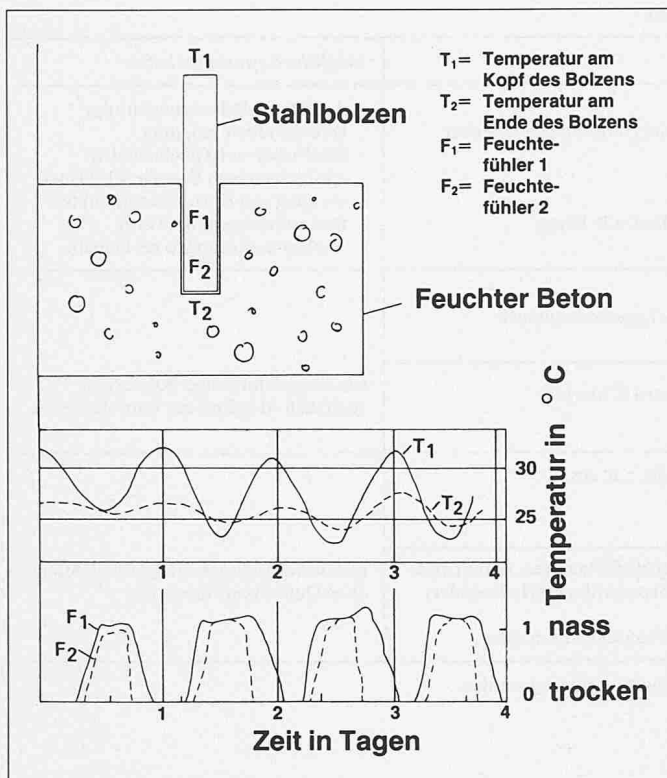 T1
Stahlbolzen
T1= Temperatur am
Kopf des Bolzens
T2= Temperatur am
Ende des Bolzens
F1= Feuchte-
fühler 1
F2= Feuchte-
fühler 2
F1
F2
T2
Feuchter Beton
T1
T2
30
25
Temperatur in °C
1 2 3 4
F1
F2
1 nass
0 trocken
1 2 3 4
Zeit in Tagen